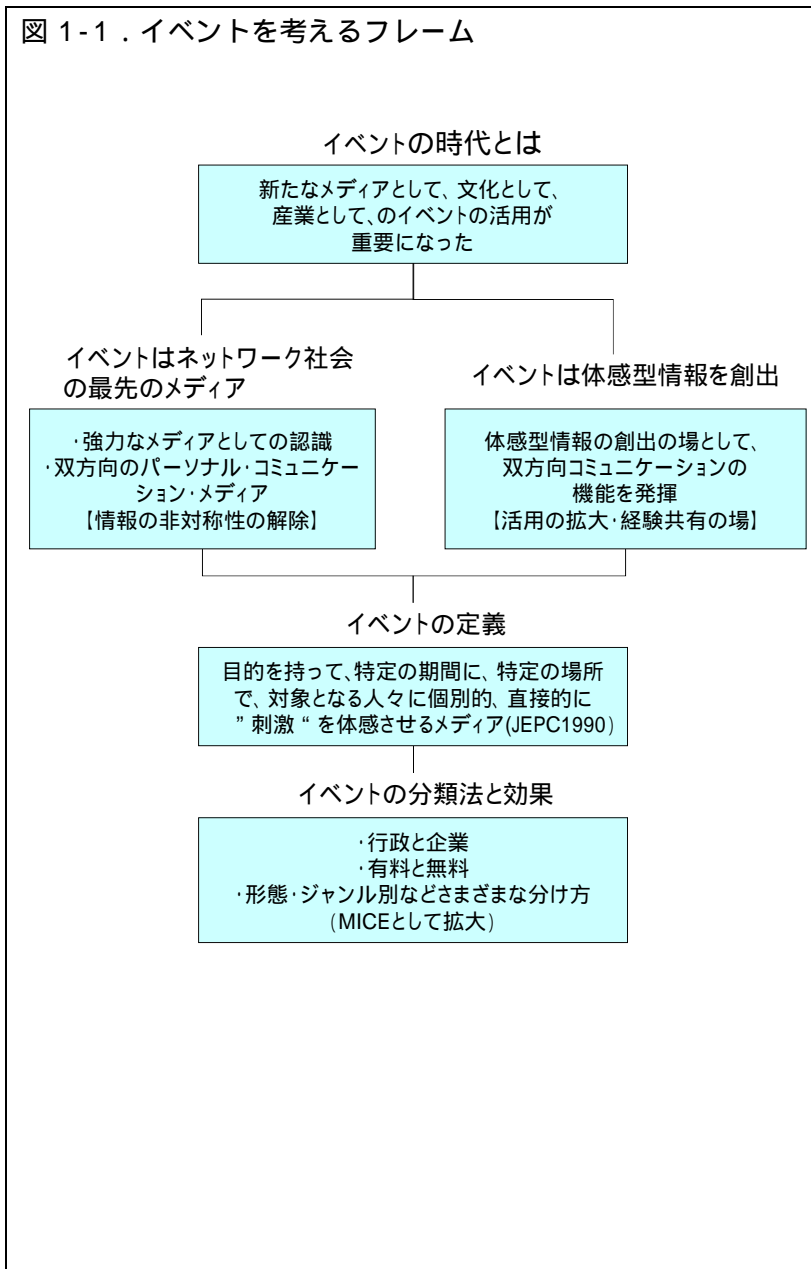 図 1-1．イベントを考えるフレーム
イベントの時代とは
新たなメディアとして、文化として、
産業として、のイベントの活用が
重要になった
イベントはネットワーク社会
の最先のメディア
・強力なメディアとしての認識
・双方向のパーソナル・コミュニケー
ション・メディア
【情報の非対称性の解除】
イベントは体感型情報を創出
体感型情報の創出の場として、
双方向コミュニケーションの
機能を発揮
【活用の拡大・経験共有の場】
イベントの定義
目的を持って、特定の期間に、特定の場所
で、対象となる人々に個別的、直接的に
”刺激“を体感させるメディア(JEPC1990)
イベントの分類法と効果
・行政と企業
・有料と無料
・形態・ジャンル別などさまざまな分け方
(MICEとして拡大)